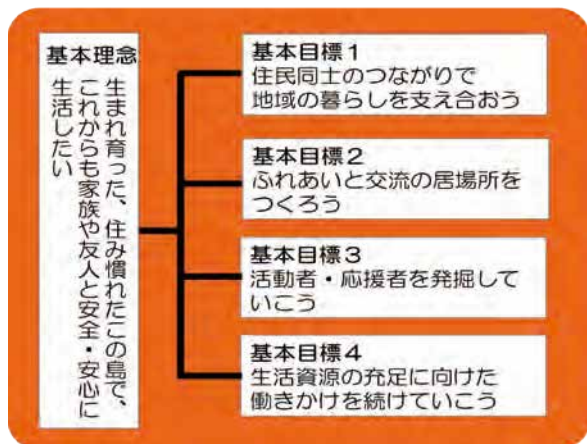 基本理念
生まれ育った、住み慣れたこの島で、
これからも家族や友人と安全・安心に
生活したい
基本目標1
住民同士のつながりで
地域の暮らしを支え合おう
基本目標2
ふれあいと交流の居場所を
つくろう
基本目標3
活動者・応援者を発掘して
いこう
基本目標4
生活資源の充足に向けた
働きかけを続けていこう